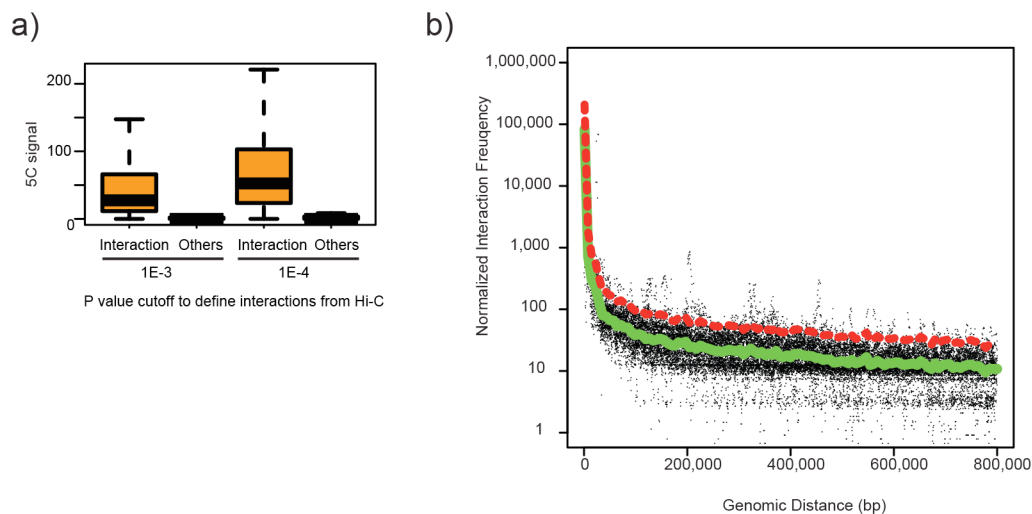 a)
200
100
0
5C signal
Interaction Others Interaction Others
1E-3 1E-4
P value cutoff to define interactions from Hi-C
b)
1,000,000
100,000
10,000
1,000
100
10
1
Normalized Interaction Freuqency
0 200,000 400,000 600,000 800,000
Genomic Distance (bp)